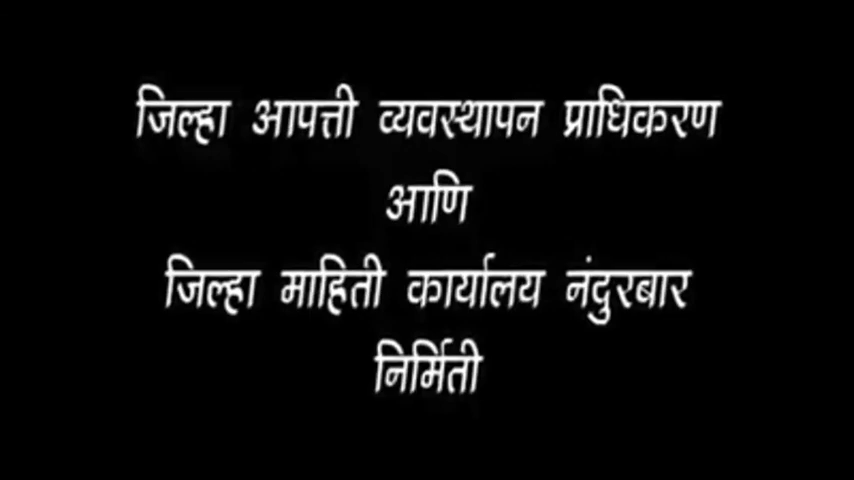 जिल्हा आपत्ती व्यवस्थापन प्राधिकरण
आणि
जिल्हा माहिती कार्यालय नंदुरबार
निर्मिती